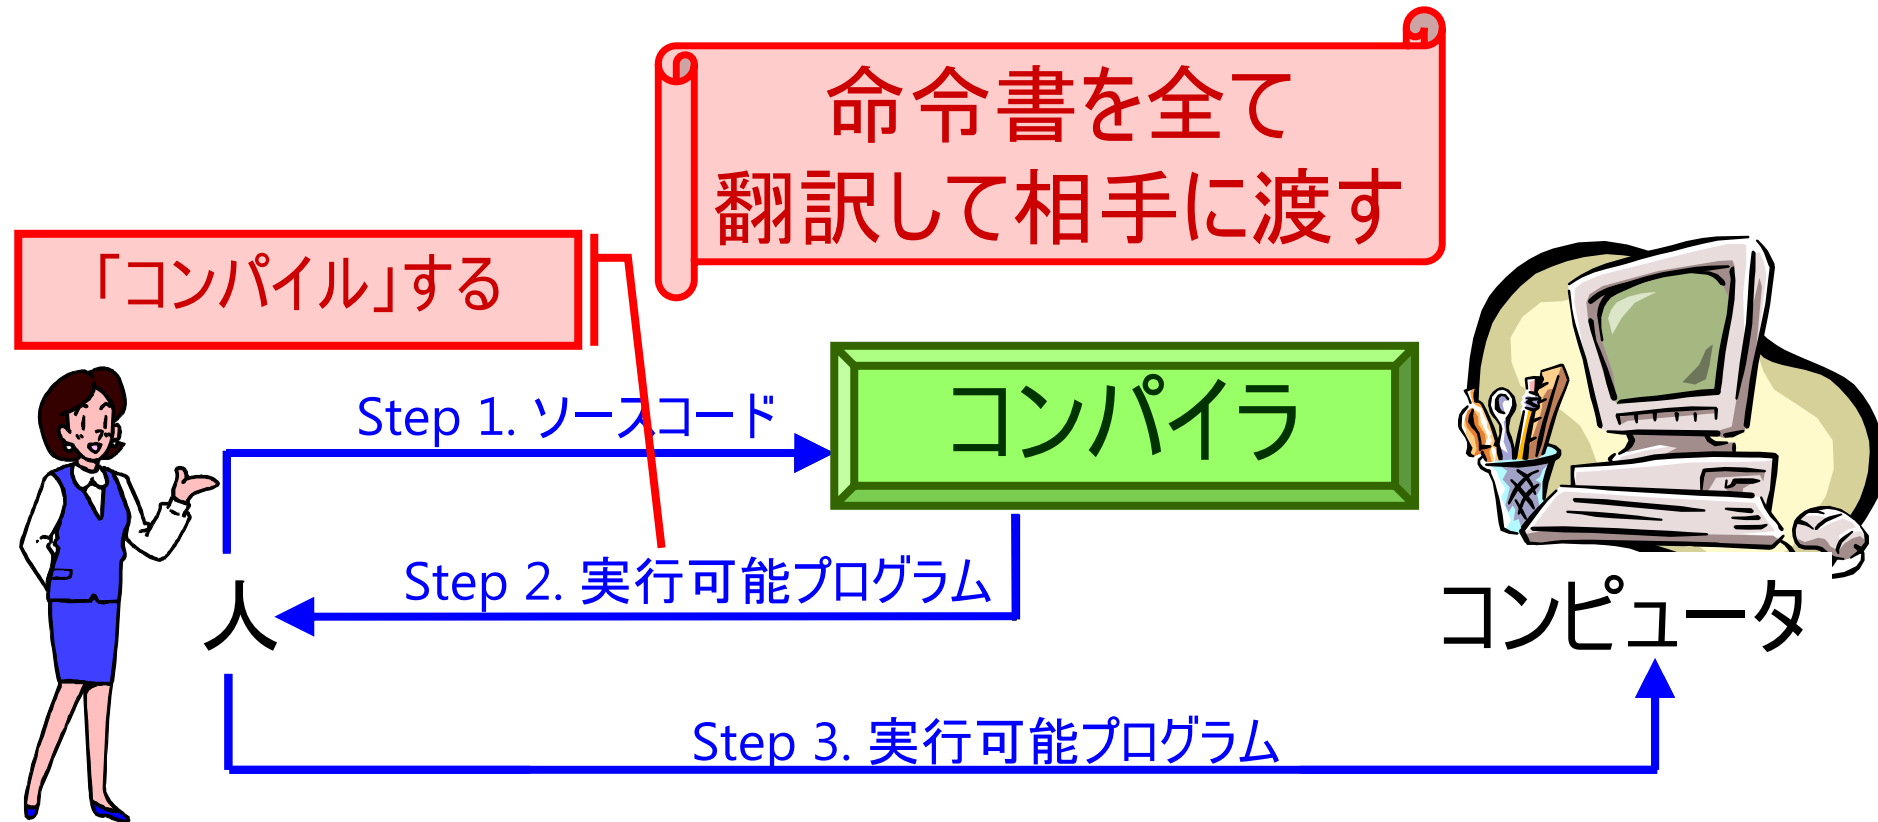 命令書を全て
翻訳して相手に渡す
「コンパイル」する
コンパイラ
Step 1. ソースコード
Step 2. 実行可能プログラム
人
コンピュータ
Step 3. 実行可能プログラム